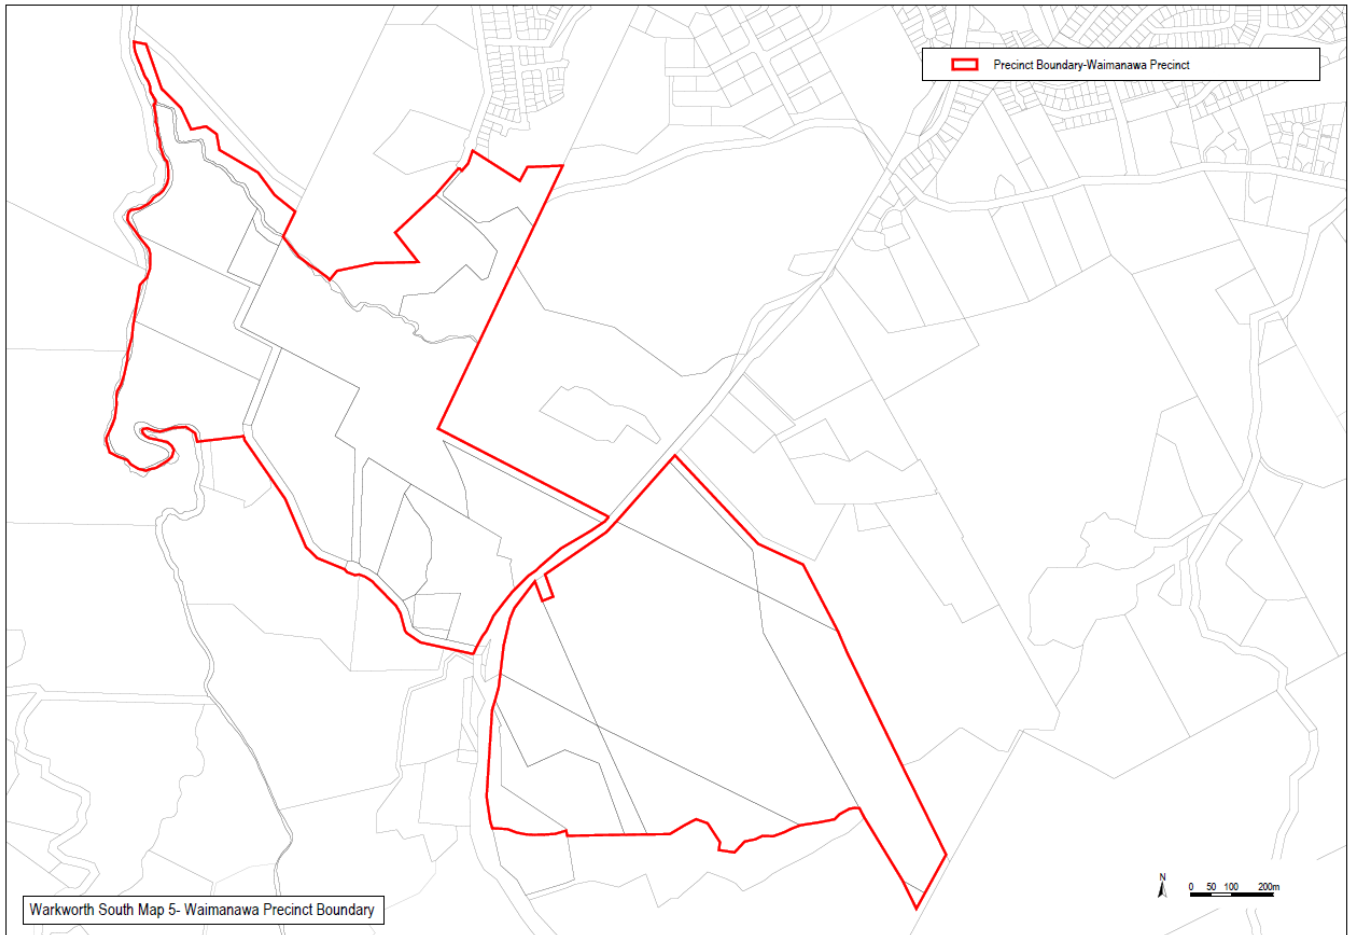 Precinct Boundary-Waimanawa Precinct
N
0 50 100 200m
Warkworth South Map 5- Waimanawa Precinct Boundary